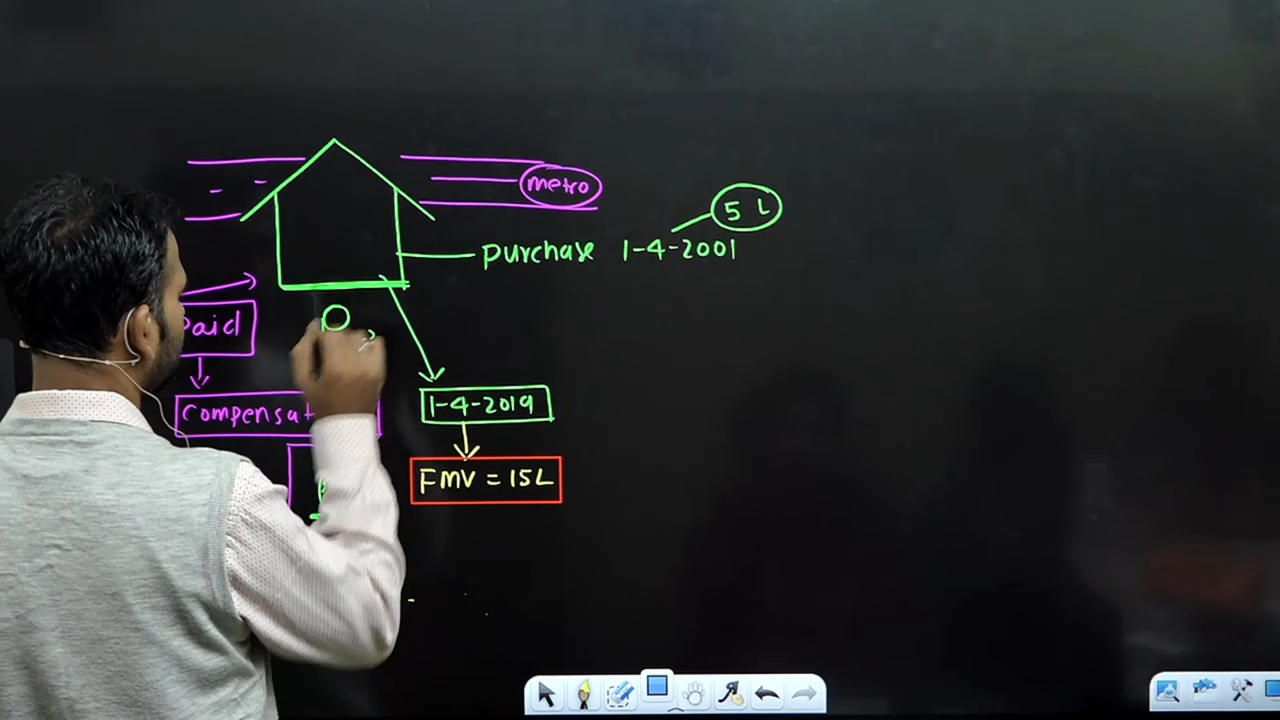 metro
5 L
purchase 1-4-2001
Paid
1-4-2019
FMV = 15L